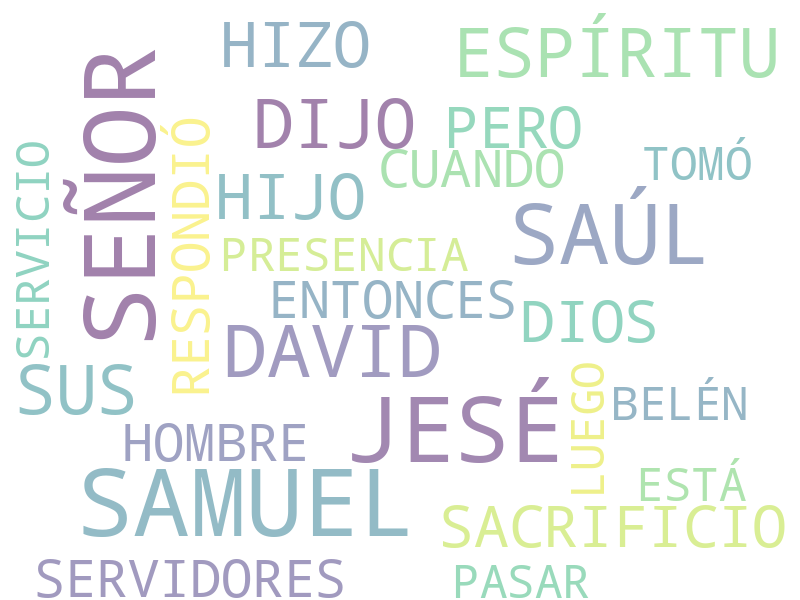 HIZO
ESPÍRITU
SEÑOR
DIJO
PERO
RESPONDIÓ
CUANDO
TOMÓ
SERVICIO
HIJO
SAÚL
PRESENCIA
ENTONCES
DIOS
DAVID
SUS
JESÉ
LUEGO
BELÉN
HOMBRE
SAMUEL
ESTÁ
SACRIFICIO
SERVIDORES
PASAR